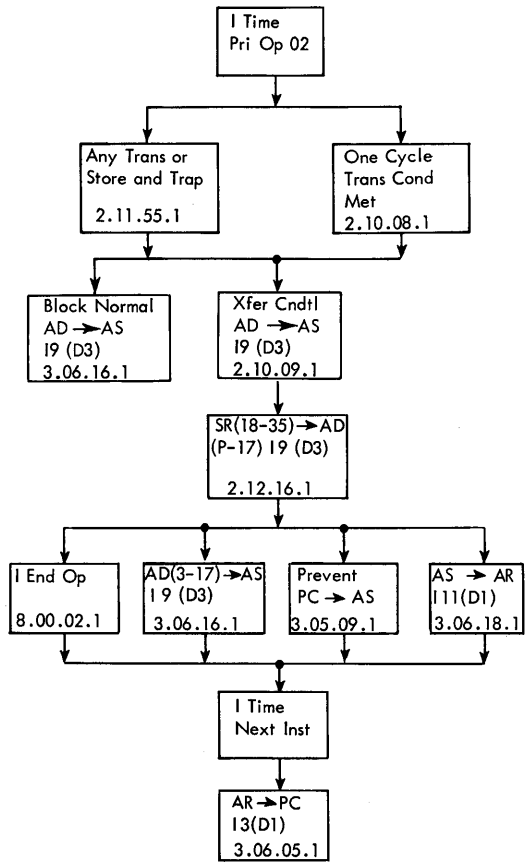 I Time
Pri Op 02
Any Trans or
Store and Trap
2.11.55.1
One Cycle
Trans Cond
Met
2.10.08.1
Block Normal
AD → AS
I9 (D3)
3.06.16.1
Xfer Cndtl
AD → AS
I9 (D3)
2.10.09.1
SR(18-35) → AD
(P-17) I9 (D3)
2.12.16.1
I End Op
8.00.02.1
AD(3-17) → AS
I 9 (D3)
3.06.16.1
Prevent
PC → AS
3.05.09.1
AS → AR
I11(D1)
3.06.18.1
I Time
Next Inst
AR → PC
I3(D1)
3.06.05.1